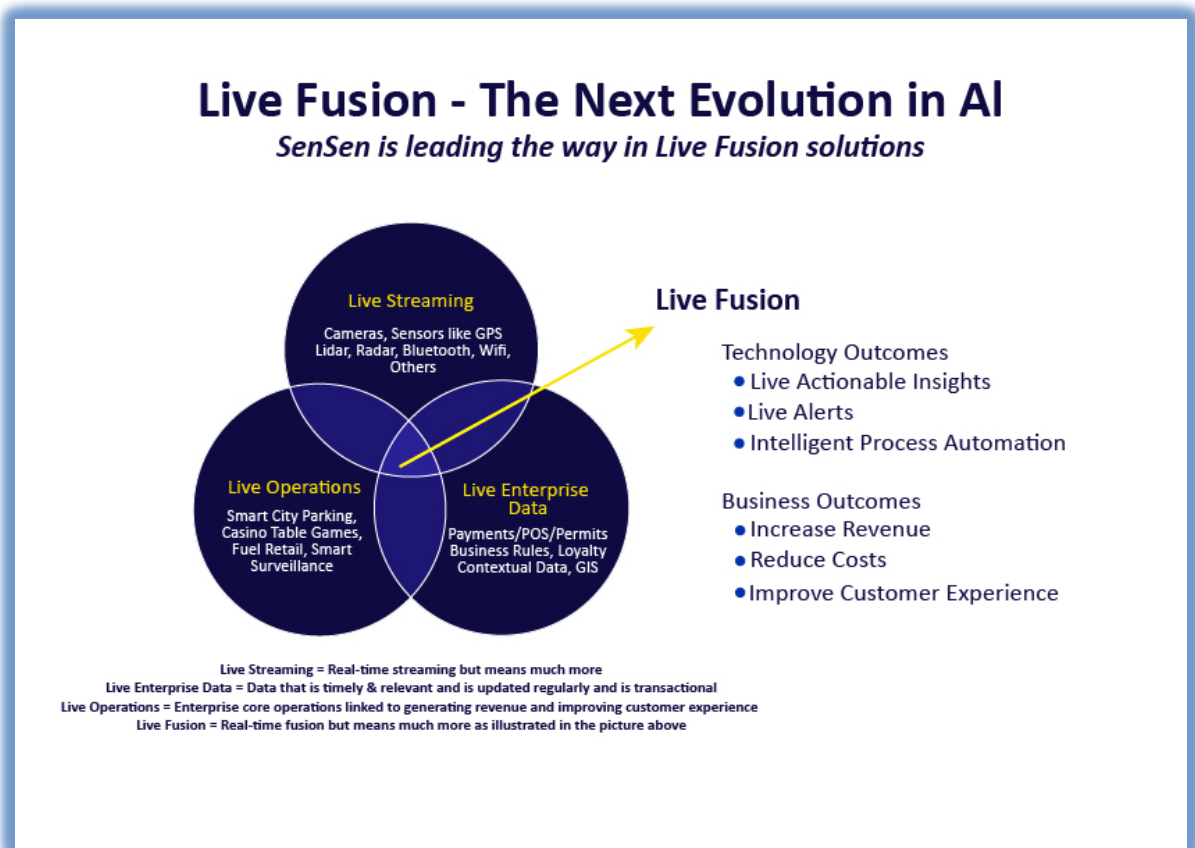 Live Fusion - The Next Evolution in AI
SenSen is leading the way in Live Fusion solutions
Live Streaming
Cameras, Sensors like GPS
Lidar, Radar, Bluetooth, Wifi,
Others
Live Operations
Smart City Parking,
Casino Table Games,
Fuel Retail, Smart
Surveillance
Live Enterprise
Data
Payments/POS/Permits
Business Rules, Loyalty
Contextual Data, GIS
Live Fusion
Technology Outcomes
• Live Actionable Insights
• Live Alerts
• Intelligent Process Automation
Business Outcomes
• Increase Revenue
• Reduce Costs
• Improve Customer Experience
Live Streaming = Real-time streaming but means much more
Live Enterprise Data = Data that is timely & relevant and is updated regularly and is transactional
Live Operations = Enterprise core operations linked to generating revenue and improving customer experience
Live Fusion = Real-time fusion but means much more as illustrated in the picture above